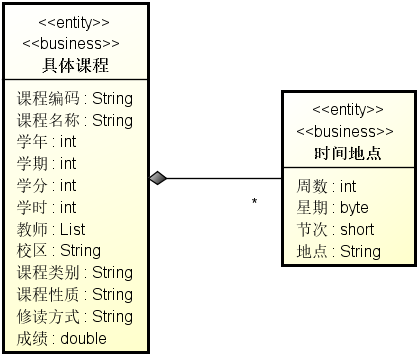 <<entity>>
<<business>>
具体课程
课程编码 : String
课程名称 : String
学年 : int
学期 : int
学分 : int
学时 : int
教师 : List
校区 : String
课程类别 : String
课程性质 : String
修读方式 : String
成绩 : double
*
<<entity>>
<<business>>
时间地点
周数 : int
星期 : byte
节次 : short
地点 : String